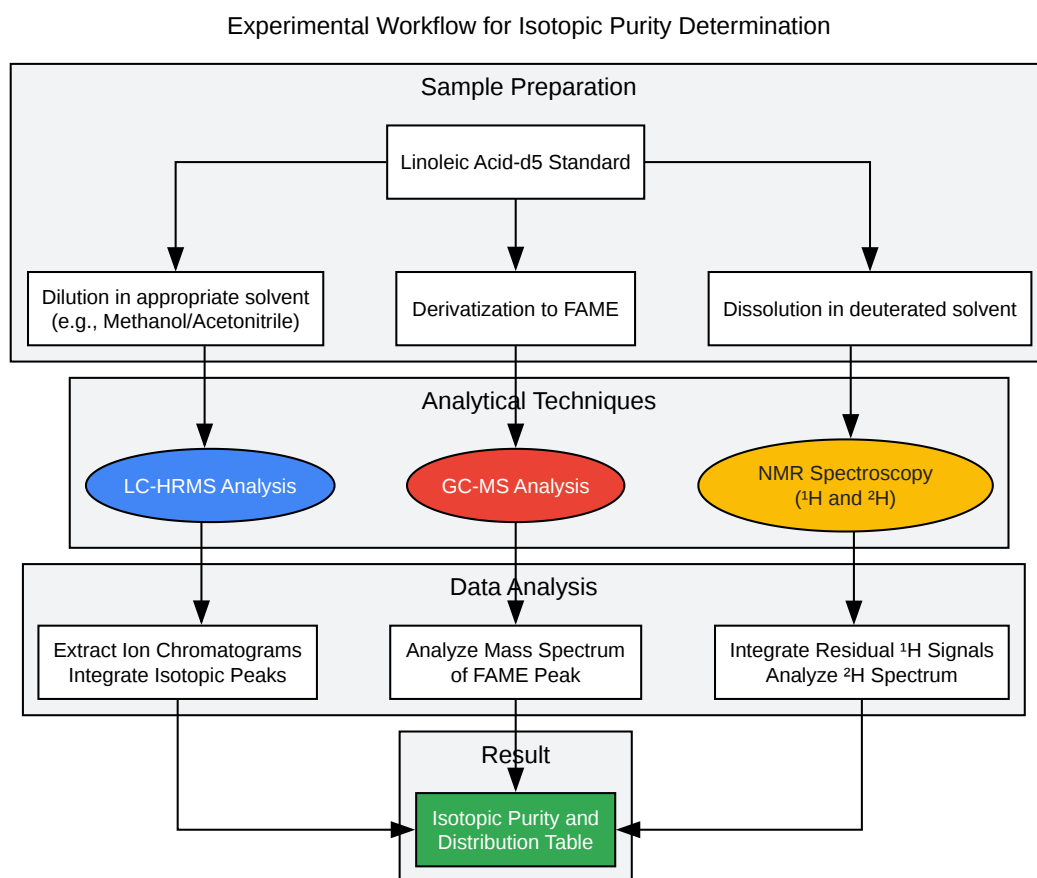 Experimental Workflow for Isotopic Purity Determination
Sample Preparation
Linoleic Acid-d5 Standard
Dilution in appropriate solvent
(e.g., Methanol/Acetonitrile)
Derivatization to FAME
Dissolution in deuterated solvent
Analytical Techniques
LC-HRMS Analysis
GC-MS Analysis
NMR Spectroscopy
(¹H and ²H)
Data Analysis
Extract Ion Chromatograms
Integrate Isotopic Peaks
Analyze Mass Spectrum
of FAME Peak
Integrate Residual ¹H Signals
Analyze ²H Spectrum
Result
Isotopic Purity and
Distribution Table